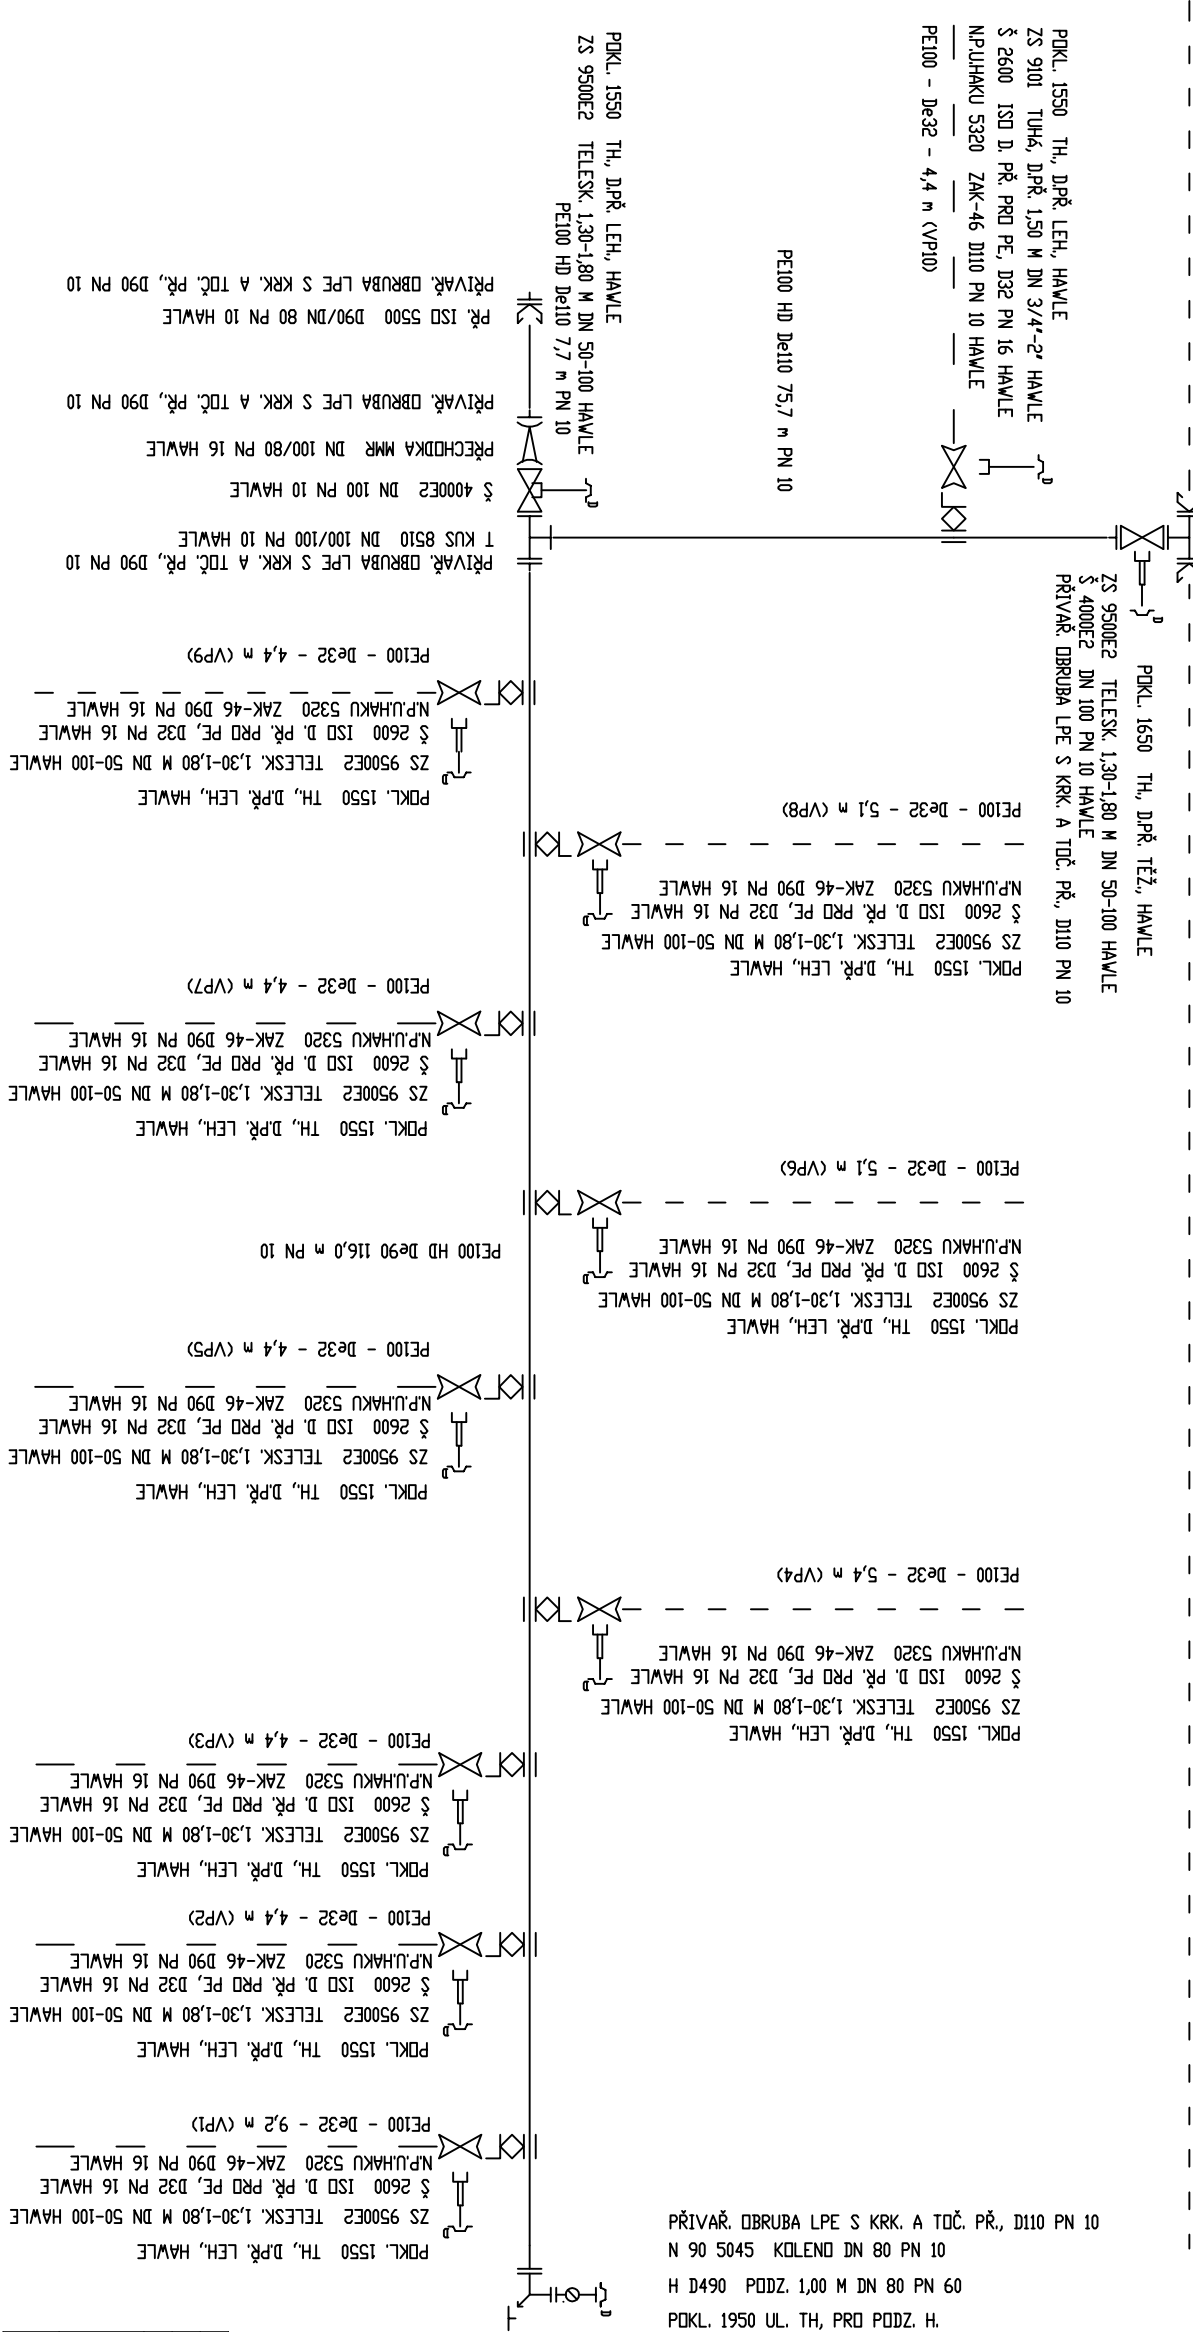 POKL. 1550 TH., D.PŘ. LEH., HAWLE
ZS 9101 TUHÁ, D.PŘ. 1,50 M DN 3/4"-2" HAWLE
Š 2600 ISO D. PŘ. PRO PE, D32 PN 16 HAWLE
N.P.U.HAKU 5320 ZAK-46 D110 PN 10 HAWLE
PE100 - De32 - 4,4 m (VP10)
POKL. 1550 TH., D.PŘ. LEH., HAWLE
ZS 9500E2 TELESK. 1,30-1,80 M DN 50-100 HAWLE
PE100 HD De110 7,7 m PN 10
PE100 HD De110 75,7 m PN 10
POKL. 1650 TH., D.PŘ. TĚŽ., HAWLE
ZS 9500E2 TELESK. 1,30-1,80 M DN 50-100 HAWLE
Š 4000E2 DN 100 PN 10 HAWLE
PŘIVAŘ. OBRUBA LPE S KRK. A TOČ. PŘ., D110 PN 10
PŘIVAŘ. OBRUBA LPE S KRK. A TOČ. PŘ., D90 PN 10
PŘ. ISO 5500 D90/DN 80 PN 10 HAWLE
PŘIVAŘ. OBRUBA LPE S KRK. A TOČ. PŘ., D90 PN 10
PŘECHODKA MMR DN 100/80 PN 16 HAWLE
Š 4000E2 DN 100 PN 10 HAWLE
T KUS 8510 DN 100/100 PN 10 HAWLE
PŘIVAŘ. OBRUBA LPE S KRK. A TOČ. PŘ., D90 PN 10
PE100 - De32 - 4,4 m (VP9)
N.P.U.HAKU 5320 ZAK-46 D90 PN 16 HAWLE
Š 2600 ISO D. PŘ. PRO PE, D32 PN 16 HAWLE
ZS 9500E2 TELESK. 1,30-1,80 M DN 50-100 HAWLE
POKL. 1550 TH., D.PŘ. LEH., HAWLE
PE100 - De32 - 5,1 m (VP8)
N.P.U.HAKU 5320 ZAK-46 D90 PN 16 HAWLE
Š 2600 ISO D. PŘ. PRO PE, D32 PN 16 HAWLE
ZS 9500E2 TELESK. 1,30-1,80 M DN 50-100 HAWLE
POKL. 1550 TH., D.PŘ. LEH., HAWLE
PE100 - De32 - 4,4 m (VP7)
N.P.U.HAKU 5320 ZAK-46 D90 PN 16 HAWLE
Š 2600 ISO D. PŘ. PRO PE, D32 PN 16 HAWLE
ZS 9500E2 TELESK. 1,30-1,80 M DN 50-100 HAWLE
POKL. 1550 TH., D.PŘ. LEH., HAWLE
PE100 - De32 - 5,1 m (VP6)
N.P.U.HAKU 5320 ZAK-46 D90 PN 16 HAWLE
Š 2600 ISO D. PŘ. PRO PE, D32 PN 16 HAWLE
ZS 9500E2 TELESK. 1,30-1,80 M DN 50-100 HAWLE
POKL. 1550 TH., D.PŘ. LEH., HAWLE
PE100 HD De90 116,0 m PN 10
PE100 - De32 - 4,4 m (VP5)
N.P.U.HAKU 5320 ZAK-46 D90 PN 16 HAWLE
Š 2600 ISO D. PŘ. PRO PE, D32 PN 16 HAWLE
ZS 9500E2 TELESK. 1,30-1,80 M DN 50-100 HAWLE
POKL. 1550 TH., D.PŘ. LEH., HAWLE
PE100 - De32 - 5,4 m (VP4)
N.P.U.HAKU 5320 ZAK-46 D90 PN 16 HAWLE
Š 2600 ISO D. PŘ. PRO PE, D32 PN 16 HAWLE
ZS 9500E2 TELESK. 1,30-1,80 M DN 50-100 HAWLE
POKL. 1550 TH., D.PŘ. LEH., HAWLE
PE100 - De32 - 4,4 m (VP3)
N.P.U.HAKU 5320 ZAK-46 D90 PN 16 HAWLE
Š 2600 ISO D. PŘ. PRO PE, D32 PN 16 HAWLE
ZS 9500E2 TELESK. 1,30-1,80 M DN 50-100 HAWLE
POKL. 1550 TH., D.PŘ. LEH., HAWLE
PE100 - De32 - 4,4 m (VP2)
N.P.U.HAKU 5320 ZAK-46 D90 PN 16 HAWLE
Š 2600 ISO D. PŘ. PRO PE, D32 PN 16 HAWLE
ZS 9500E2 TELESK. 1,30-1,80 M DN 50-100 HAWLE
POKL. 1550 TH., D.PŘ. LEH., HAWLE
PE100 - De32 - 9,2 m (VP1)
N.P.U.HAKU 5320 ZAK-46 D90 PN 16 HAWLE
Š 2600 ISO D. PŘ. PRO PE, D32 PN 16 HAWLE
ZS 9500E2 TELESK. 1,30-1,80 M DN 50-100 HAWLE
POKL. 1550 TH., D.PŘ. LEH., HAWLE
PŘIVAŘ. OBRUBA LPE S KRK. A TOČ. PŘ., D110 PN 10
N 90 5045 KOLENO DN 80 PN 10
H D490 PODZ. 1,00 M DN 80 PN 60
POKL. 1950 UL. TH, PRO PODZ. H.